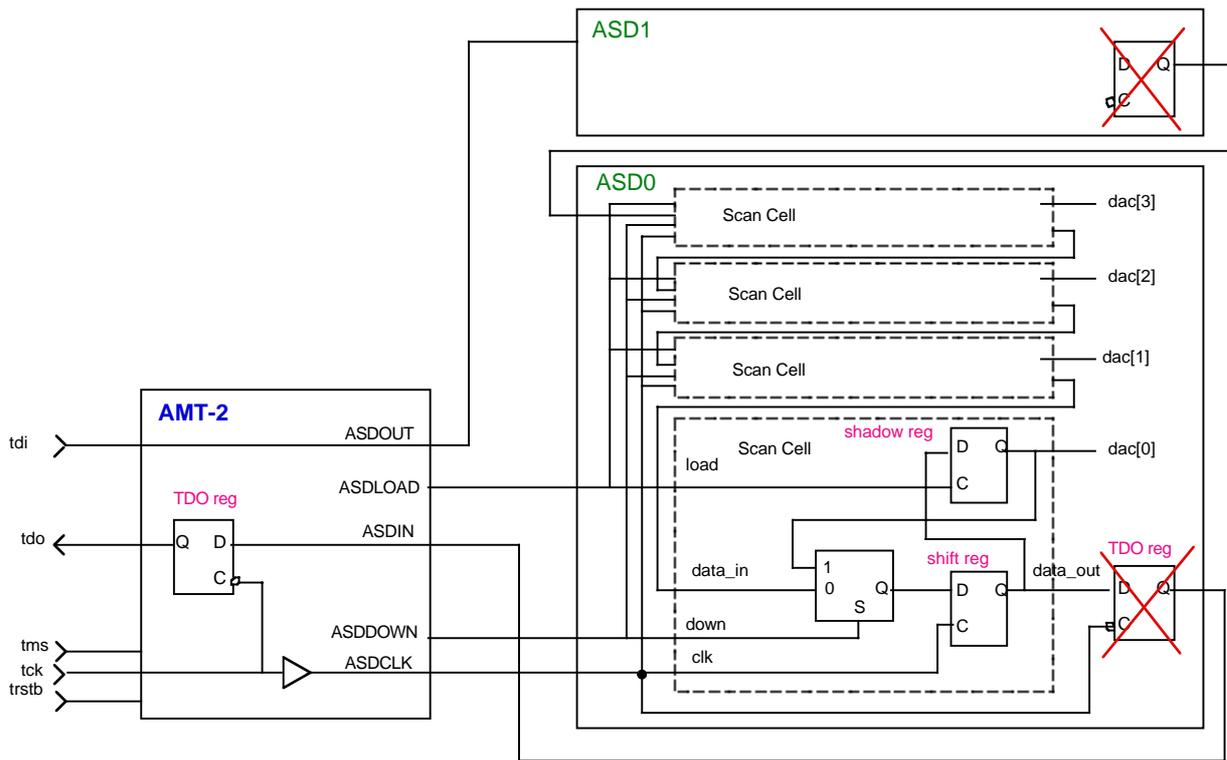 ASD1
D Q
C
ASD0
Scan Cell
dac[3]
Scan Cell
dac[2]
Scan Cell
dac[1]
AMT-2
tdi
ASDOUT
shadow reg
Scan Cell
D Q
dac[0]
load
C
ASDLOAD
TDO reg
tdo
Q D
ASDIN
C
shift reg
TDO reg
1
data_in
0
Q
D Q
data_out
D Q
S
C
C
down
ASDDOWN
tms
clk
ASDCLK
tck
trstb